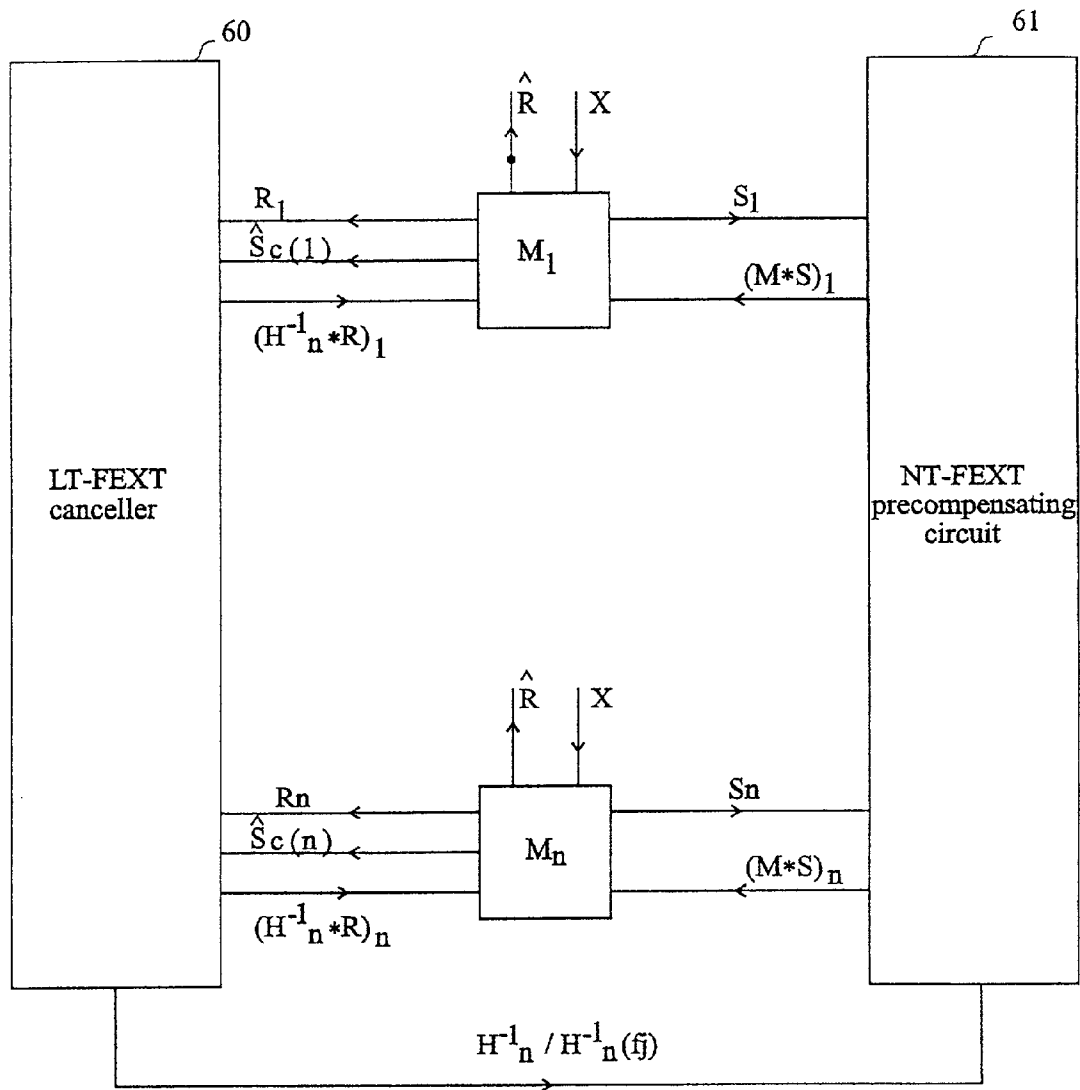 60
61
R̂ X
R₁ S₁
Ŝc(1) M₁
(M*S)₁
(H⁻¹ₙ*R)₁
LT-FEXT
canceller
NT-FEXT
precompensating
circuit
R̂ X
Rn Sn
Ŝc(n) Mₙ
(M*S)ₙ
(H⁻¹ₙ*R)ₙ
H⁻¹ₙ / H⁻¹ₙ(fj)